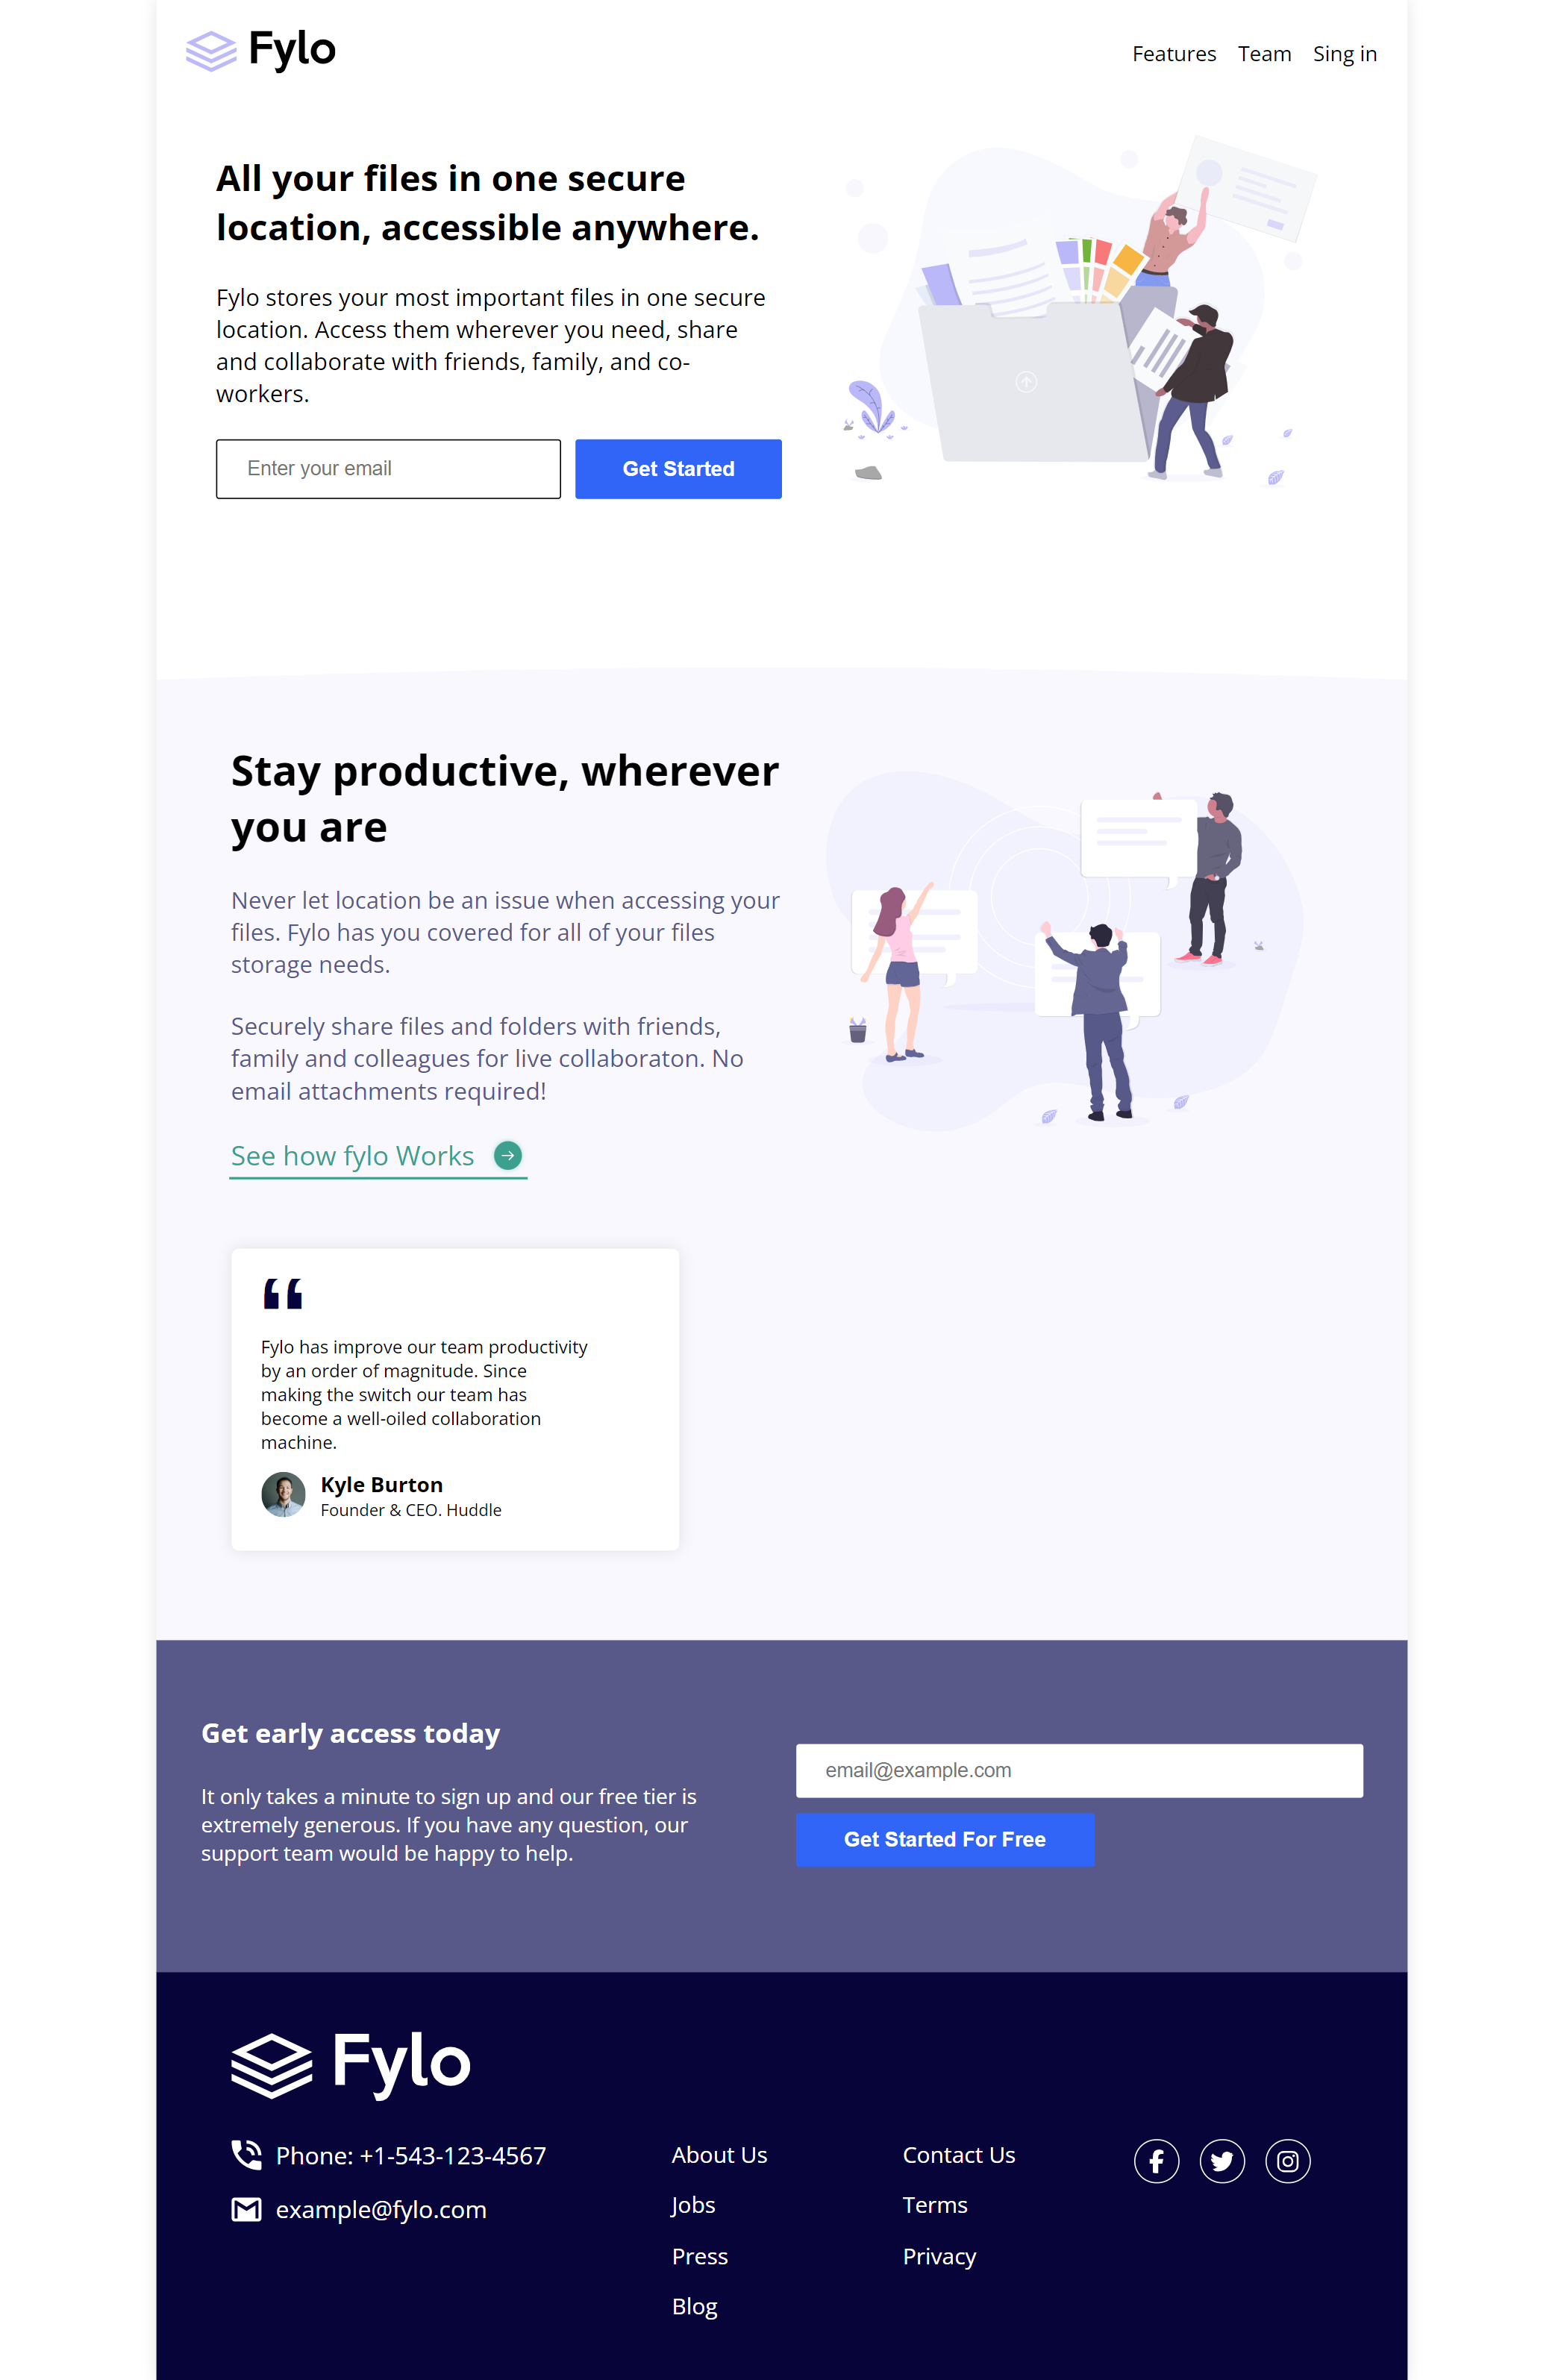 Fylo
Features Team Sing in
All your files in one secure
location, accessible anywhere.
Fylo stores your most important files in one secure
location. Access them wherever you need, share
and collaborate with friends, family, and co-
workers.
Enter your email
Get Started
Stay productive, wherever
you are
Never let location be an issue when accessing your
files. Fylo has you covered for all of your files
storage needs.
Securely share files and folders with friends,
family and colleagues for live collaboraton. No
email attachments required!
See how fylo Works
“
Fylo has improve our team productivity
by an order of magnitude. Since
making the switch our team has
become a well-oiled collaboration
machine.
Kyle Burton
Founder & CEO. Huddle
Get early access today
It only takes a minute to sign up and our free tier is
extremely generous. If you have any question, our
support team would be happy to help.
email@example.com
Get Started For Free
Fylo
Phone: +1-543-123-4567
example@fylo.com
About Us
Jobs
Press
Blog
Contact Us
Terms
Privacy